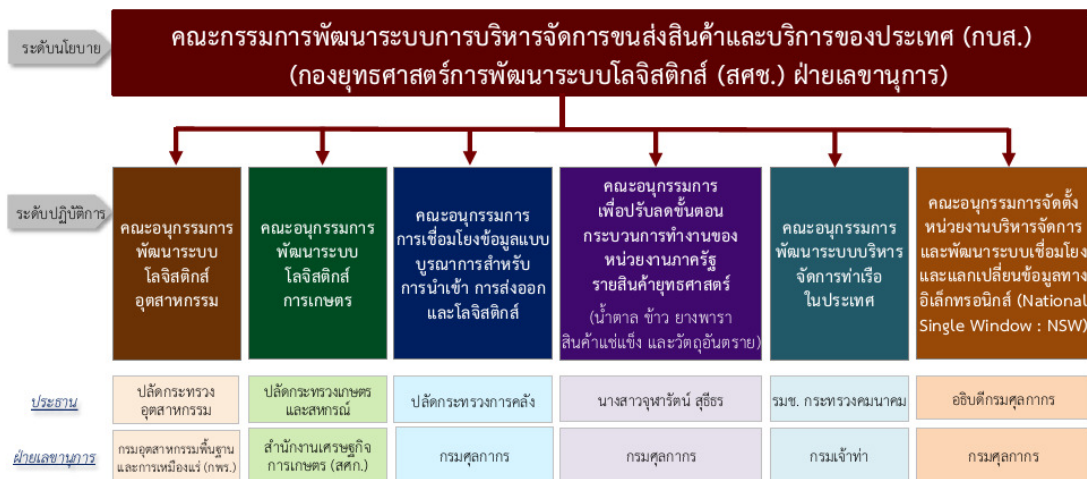 ระดับนโยบาย
คณะกรรมการพัฒนาระบบการบริหารจัดการขนส่งสินค้าและบริการของประเทศ (กบส.)
(กองยุทธศาสตร์การพัฒนาระบบโลจิสติกส์ (สศช.) ฝ่ายเลขานุการ)
ระดับปฏิบัติการ
คณะอนุกรรมการ
พัฒนาระบบ
โลจิสติกส์
อุตสาหกรรม
คณะอนุกรรมการ
พัฒนาระบบ
โลจิสติกส์
การเกษตร
คณะอนุกรรมการ
การเชื่อมโยงข้อมูลแบบ
บูรณาการสำหรับ
การนำเข้า การส่งออก
และโลจิสติกส์
คณะอนุกรรมการ
เพื่อปรับลดขั้นตอน
กระบวนการทำงานของ
หน่วยงานภาครัฐ
รายสินค้ายุทธศาสตร์
(น้ำตาล ข้าว ยางพารา
สินค้าแช่แข็ง และวัตถุอันตราย)
คณะอนุกรรมการ
พัฒนาระบบบริหาร
จัดการท่าเรือ
ในประเทศ
คณะอนุกรรมการจัดตั้ง
หน่วยงานบริหารจัดการ
และพัฒนาระบบเชื่อมโยง
และแลกเปลี่ยนข้อมูลทาง
อิเล็กทรอนิกส์ (National
Single Window : NSW)
ประธาน
ปลัดกระทรวง
อุตสาหกรรม
ปลัดกระทรวงเกษตร
และสหกรณ์
ปลัดกระทรวงการคลัง
นางสาวจุฬารัตน์ สุธีธร
รมช. กระทรวงคมนาคม
อธิบดีกรมศุลกากร
ฝ่ายเลขานุการ
กรมอุตสาหกรรมพื้นฐาน
และการเหมืองแร่ (กพร.)
สำนักงานเศรษฐกิจ
การเกษตร (สศก.)
กรมศุลกากร
กรมศุลกากร
กรมเจ้าท่า
กรมศุลกากร